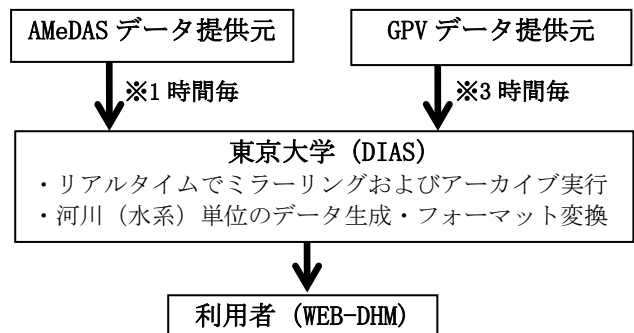 AMeDAS データ提供元
GPV データ提供元
※1 時間毎
※3 時間毎
東京大学 (DIAS)
・リアルタイムでミラーリングおよびアーカイブ実行
・河川（水系）単位のデータ生成・フォーマット変換
利用者 (WEB-DHM)